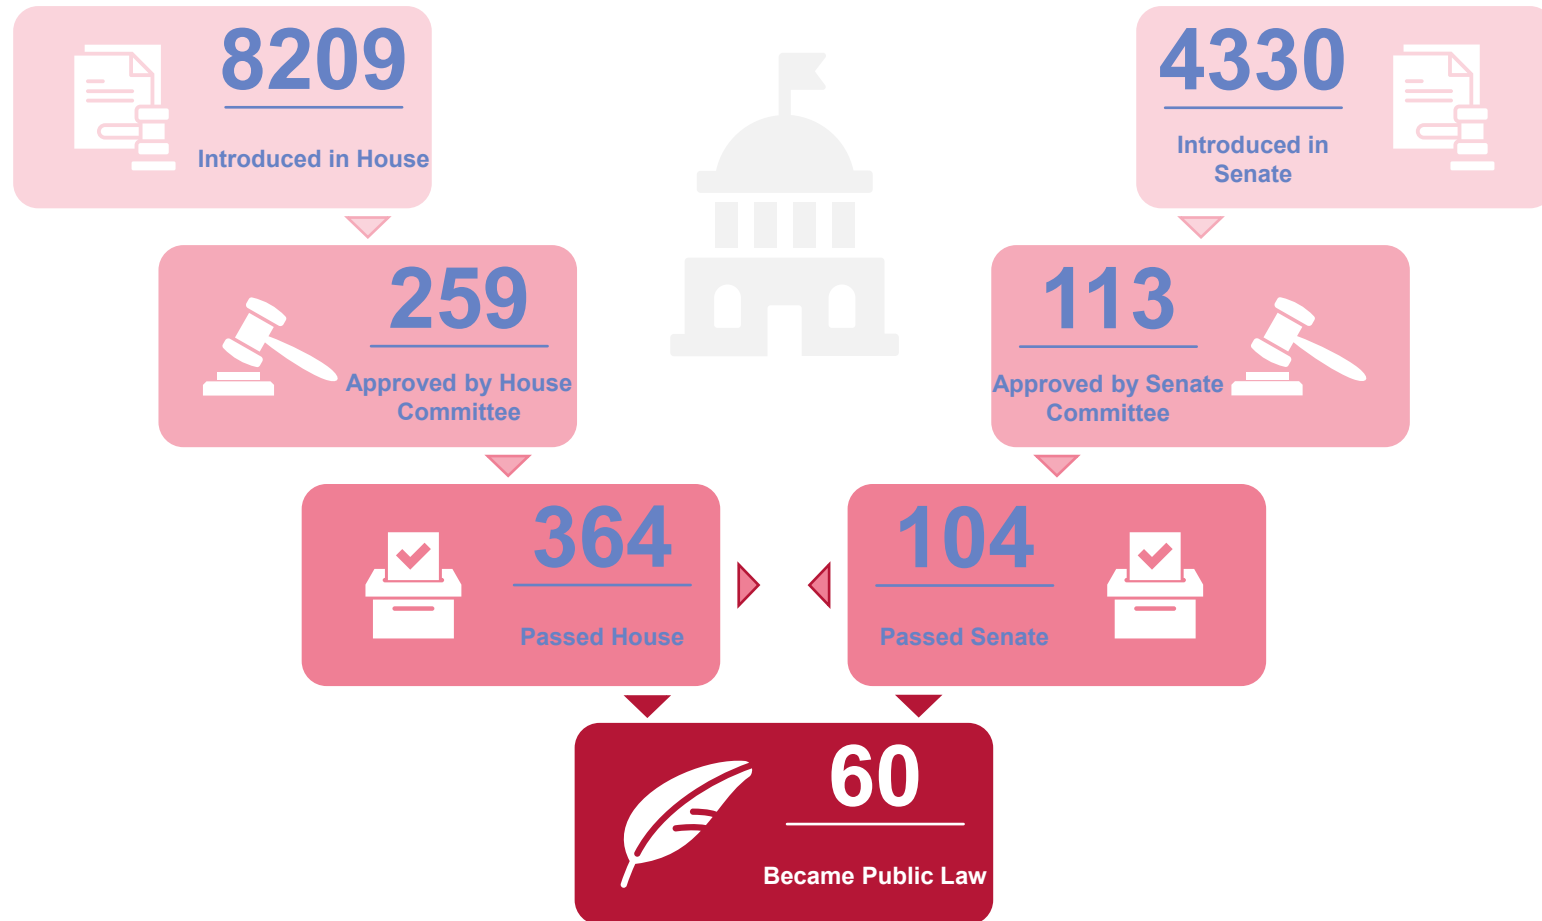 8209
Introduced in House
4330
Introduced in
Senate
259
Approved by House
Committee
113
Approved by Senate
Committee
364
Passed House
104
Passed Senate
60
Became Public Law